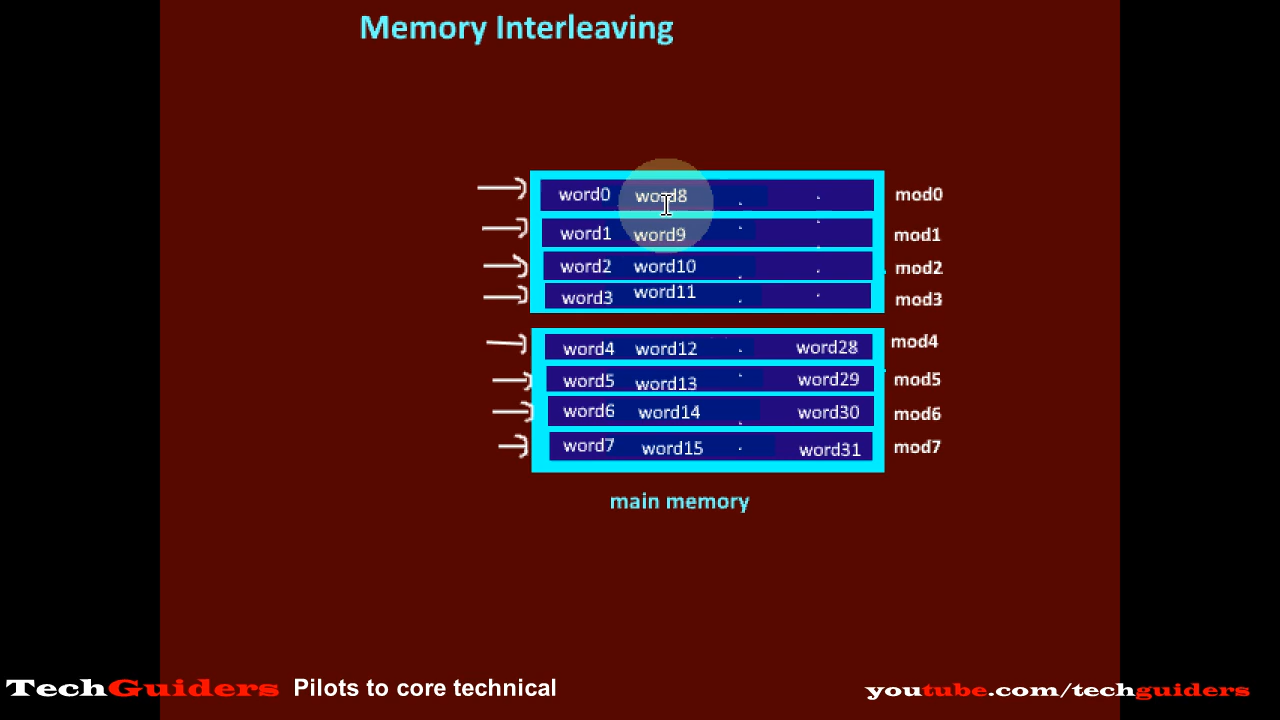 Memory Interleaving
word0 word8 . . mod0
word1 word9 mod1
word2 word10 . . mod2
word3 word11 . . mod3
word4 word12 . word28 mod4
word5 word13 word29 mod5
word6 word14 . word30 mod6
word7 word15 . word31 mod7
main memory
TechGuiders Pilots to core technical youtube.com/techguiders